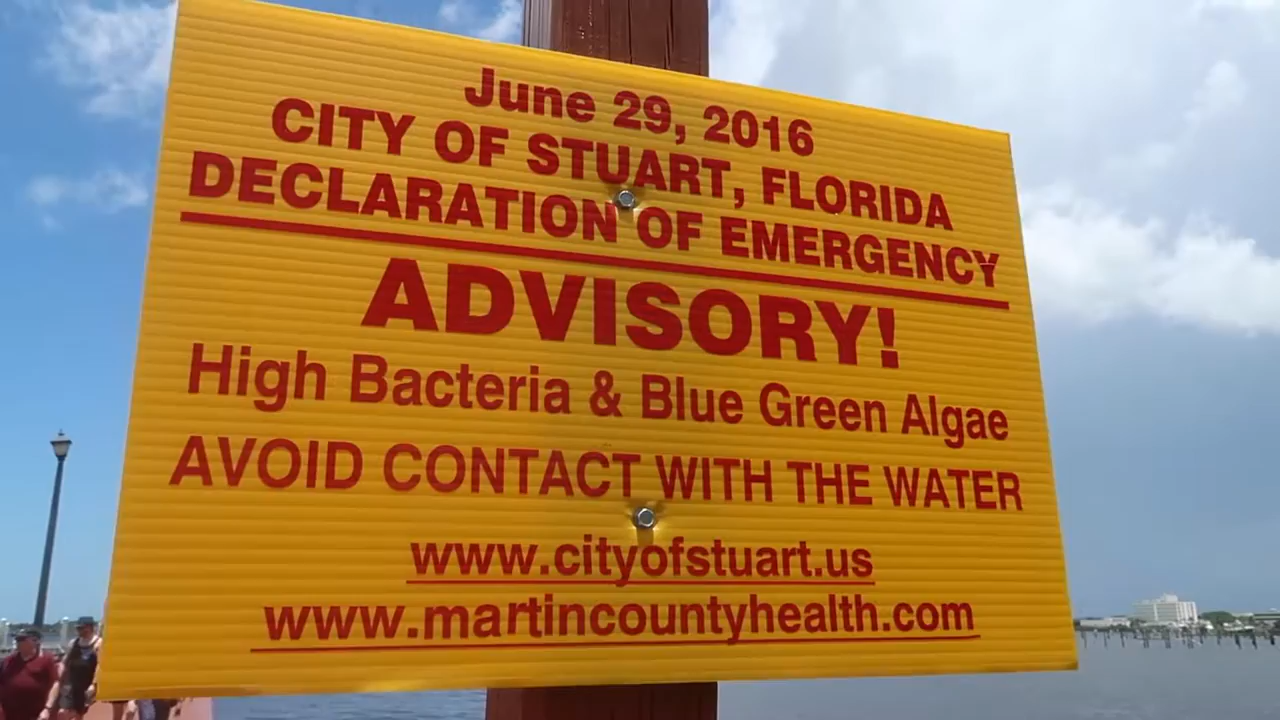 June 29, 2016
CITY OF STUART, FLORIDA
DECLARATION OF EMERGENCY
ADVISORY!
High Bacteria & Blue Green Algae
AVOID CONTACT WITH THE WATER
www.cityofstuart.us
www.martincountyhealth.com